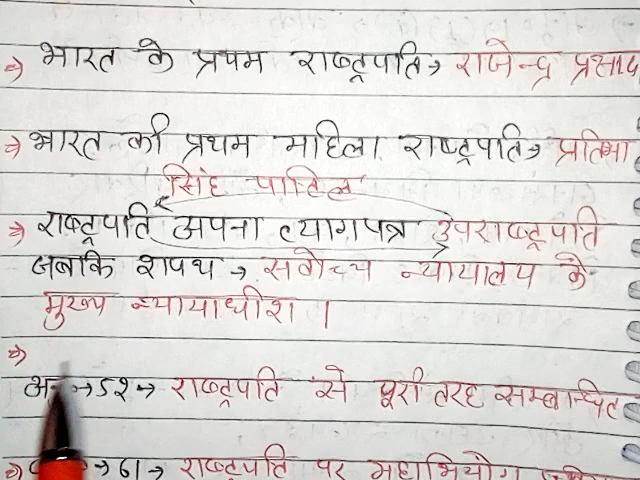 ⇒ भारत के प्रथम राष्ट्रपति → राजेन्द्र प्रसाद
⇒ भारत की प्रथम महिला राष्ट्रपति → प्रतिभा
सिंह पाटिल
⇒ राष्ट्रपति अपना त्यागपत्र उपराष्ट्रपति
जबकि शपथ → सर्वोच्च न्यायालय के
मुख्य न्यायाधीश ।
⇒
→ 52 → राष्ट्रपति से पूरी तरह सम्बन्धित
⇒ → 61 → राष्ट्रपति पर महाभियोग